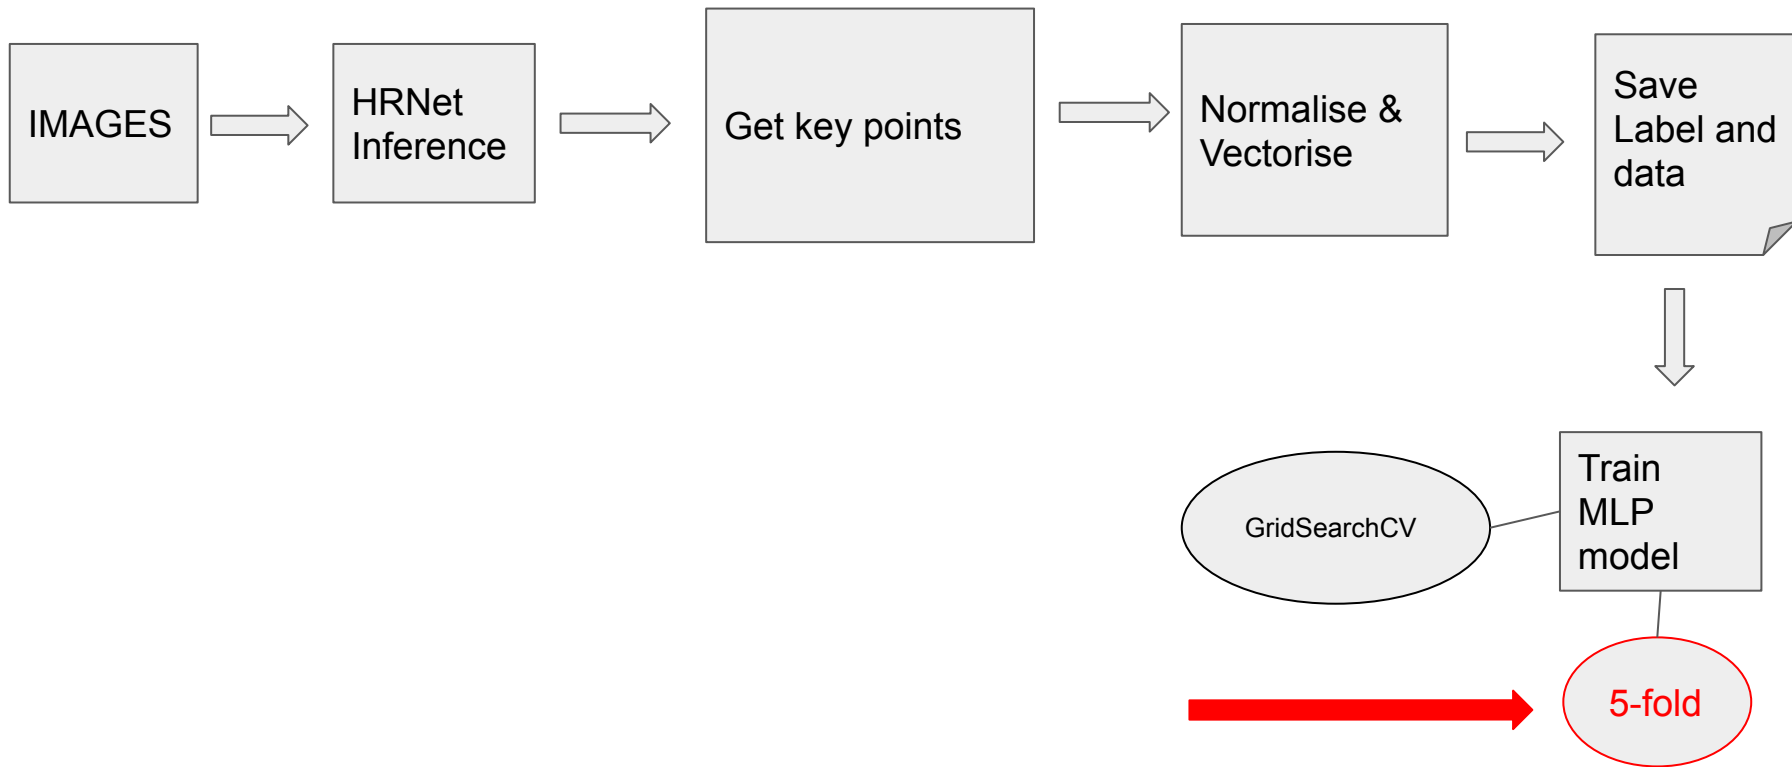 IMAGES
HRNet
Inference
Get key points
Normalise &
Vectorise
Save
Label and
data
Train
MLP
model
GridSearchCV
5-fold